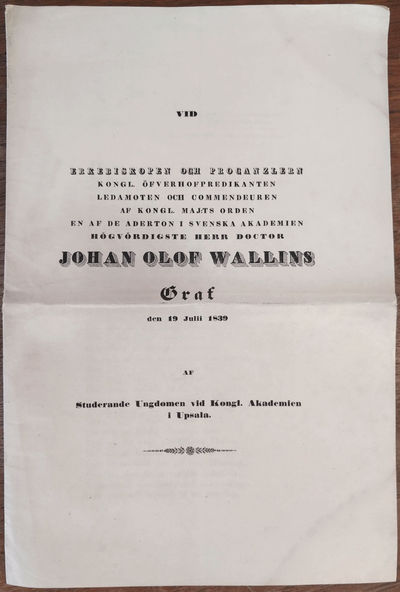 VID
ERKEBISKOPEN OCH PROCANZLERN
KONGL. ÖFVERHOFPREDIKANTEN
LEDAMOTEN OCH COMMENDEUREN
AF KONGL. MAJ:TS ORDEN
EN AF DE ADERTON I SVENSKA AKADEMIEN
HÖGVÖRDIGSTE HERR DOCTOR
JOHAN OLOF WALLINS
Graf
den 19 Julii 1839
AF
Studerande Ungdomen vid Kongl. Akademien
i Upsala.